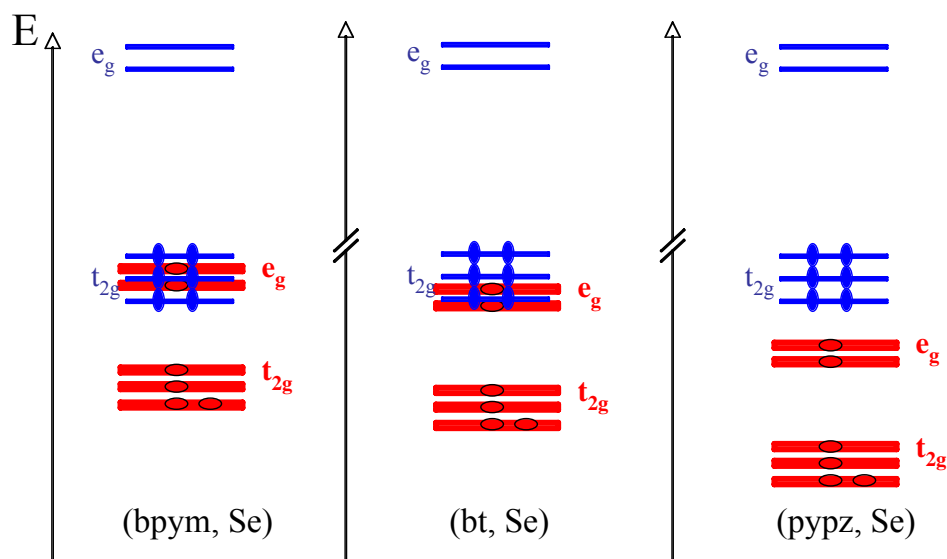 E
e_g
e_g
e_g
t_2g
e_g
t_2g
e_g
t_2g
e_g
t_2g
t_2g
t_2g
(bpym, Se)
(bt, Se)
(pypz, Se)